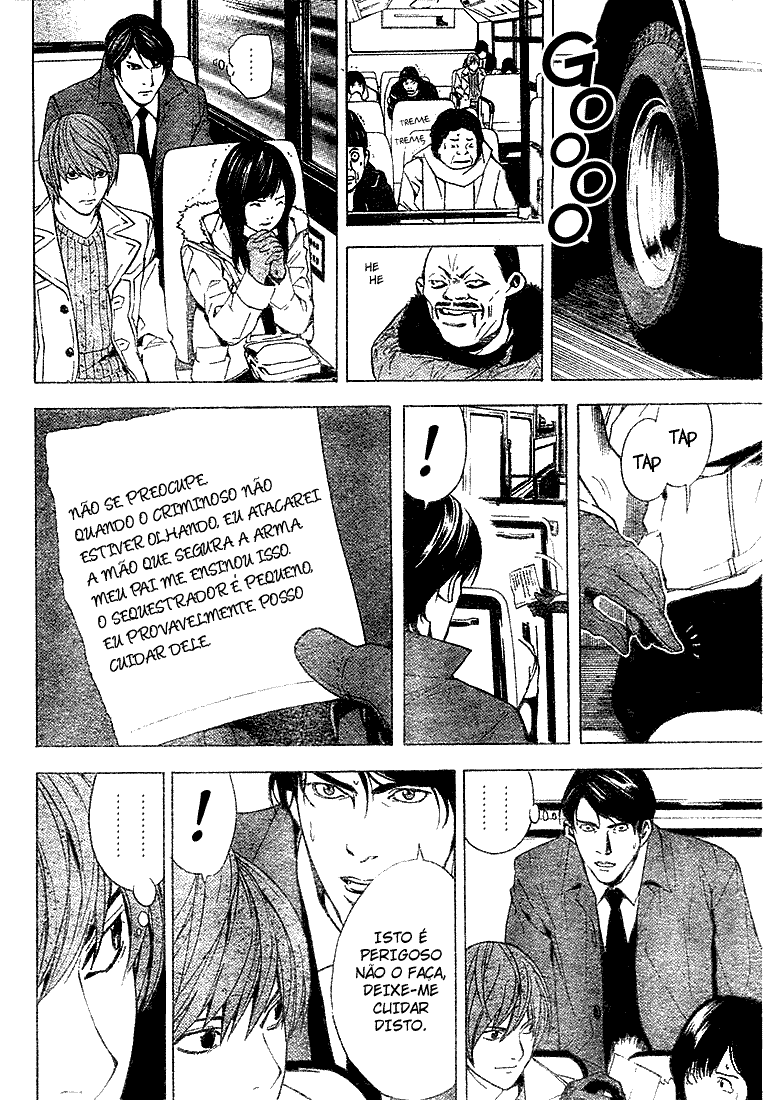 GOOOO
TREME
TREME
HE
HE
........
TAP
TAP
!
NÃO SE PREOCUPE
QUANDO O CRIMINOSO NÃO
ESTIVER OLHANDO, EU ATACAREI
A MÃO QUE SEGURA A ARMA
MEU PAI ME ENSINOU ISSO.
O SEQUESTRADOR É PEQUENO,
EU PROVAVELMENTE POSSO
CUIDAR DELE
........
!
ISTO É
PERIGOSO
NÃO O FAÇA,
DEIXE-ME
CUIDAR
DISTO.
........
........